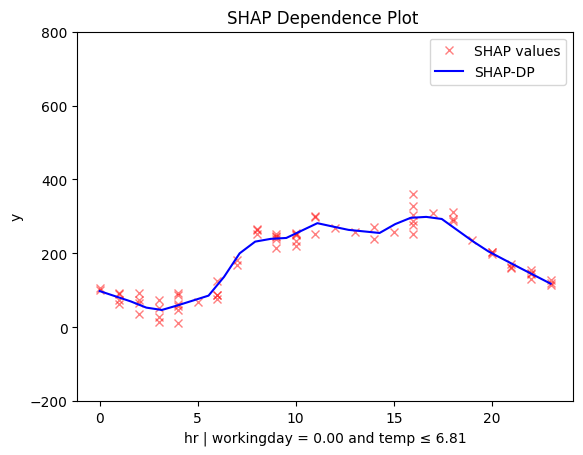 SHAP Dependence Plot
SHAP values
SHAP-DP
800
600
400
200
0
−200
y
0 5 10 15 20
hr | workingday = 0.00 and temp ≤ 6.81